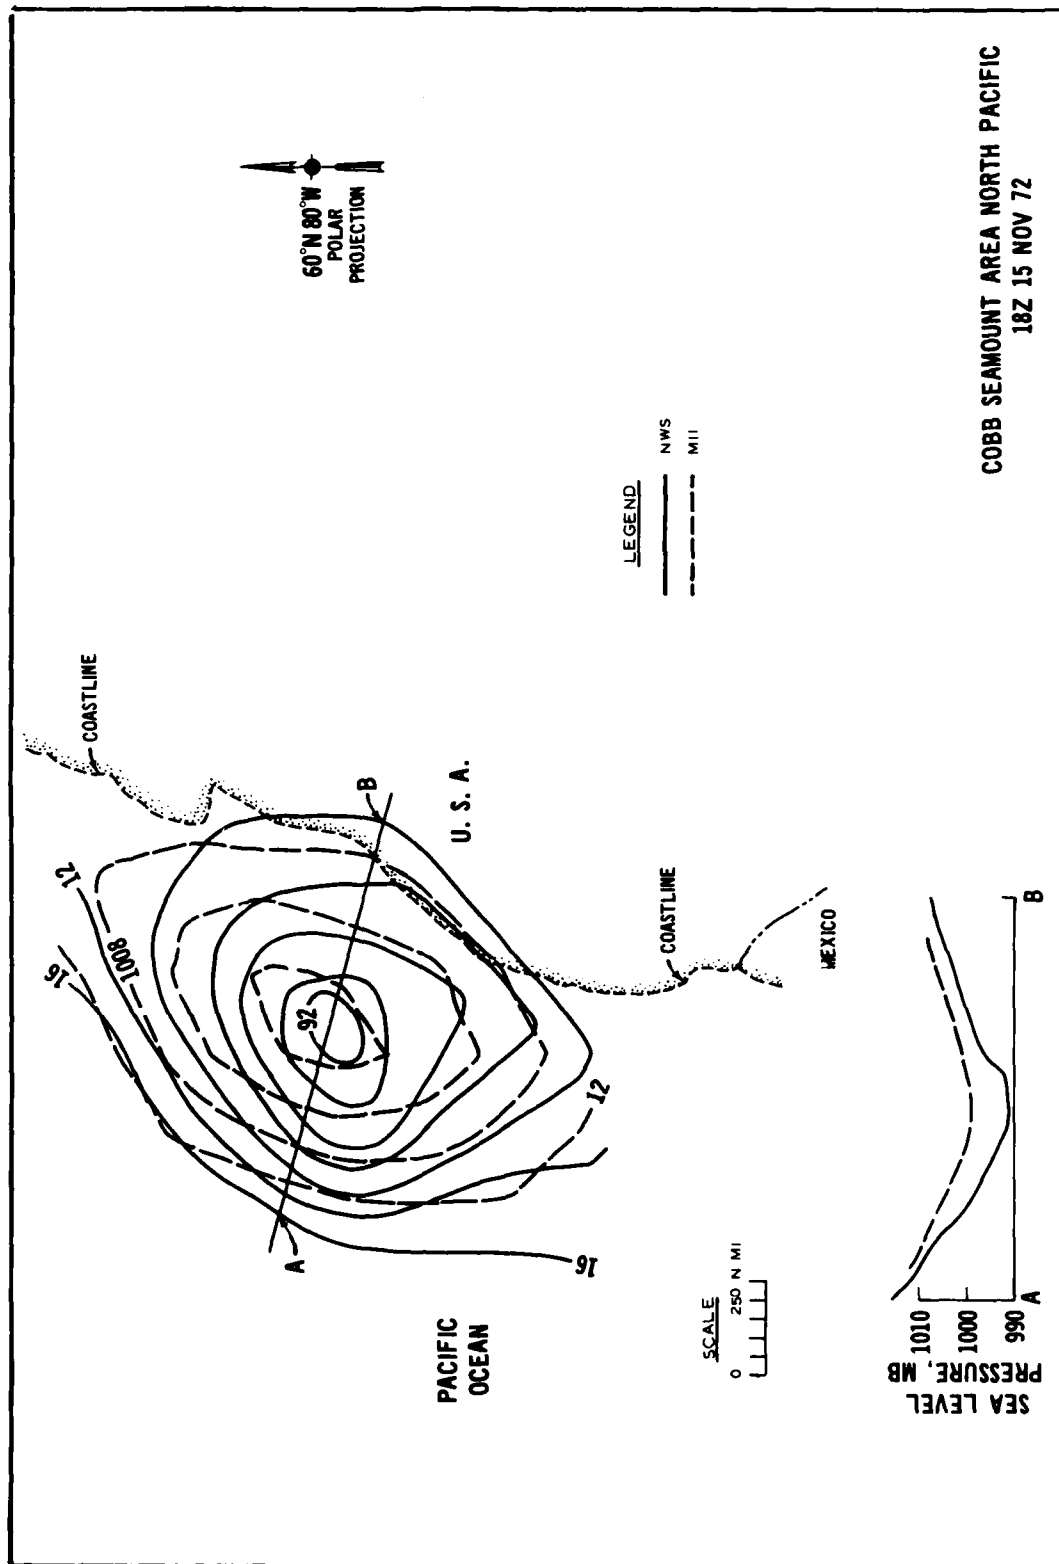 COASTLINE
60°N 80°W
POLAR
PROJECTION
12
16
1008
92
A
B
U. S. A.
12
16
PACIFIC
OCEAN
COASTLINE
MEXICO
LEGEND
NWS
MII
SCALE
0 250 N MI
SEA LEVEL
PRESSURE, MB
1010
1000
990
A
B
COBB SEAMOUNT AREA NORTH PACIFIC
18Z 15 NOV 72